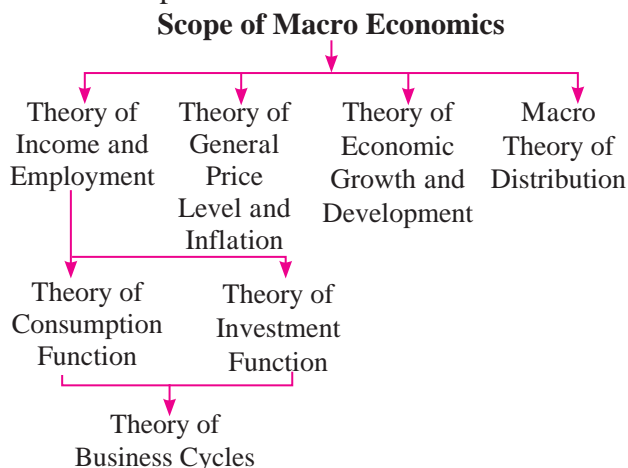 Scope of Macro Economics
Theory of
Income and
Employment
Theory of
General
Price
Level and
Inflation
Theory of
Economic
Growth and
Development
Macro
Theory of
Distribution
Theory of
Consumption
Function
Theory of
Investment
Function
Theory of
Business Cycles